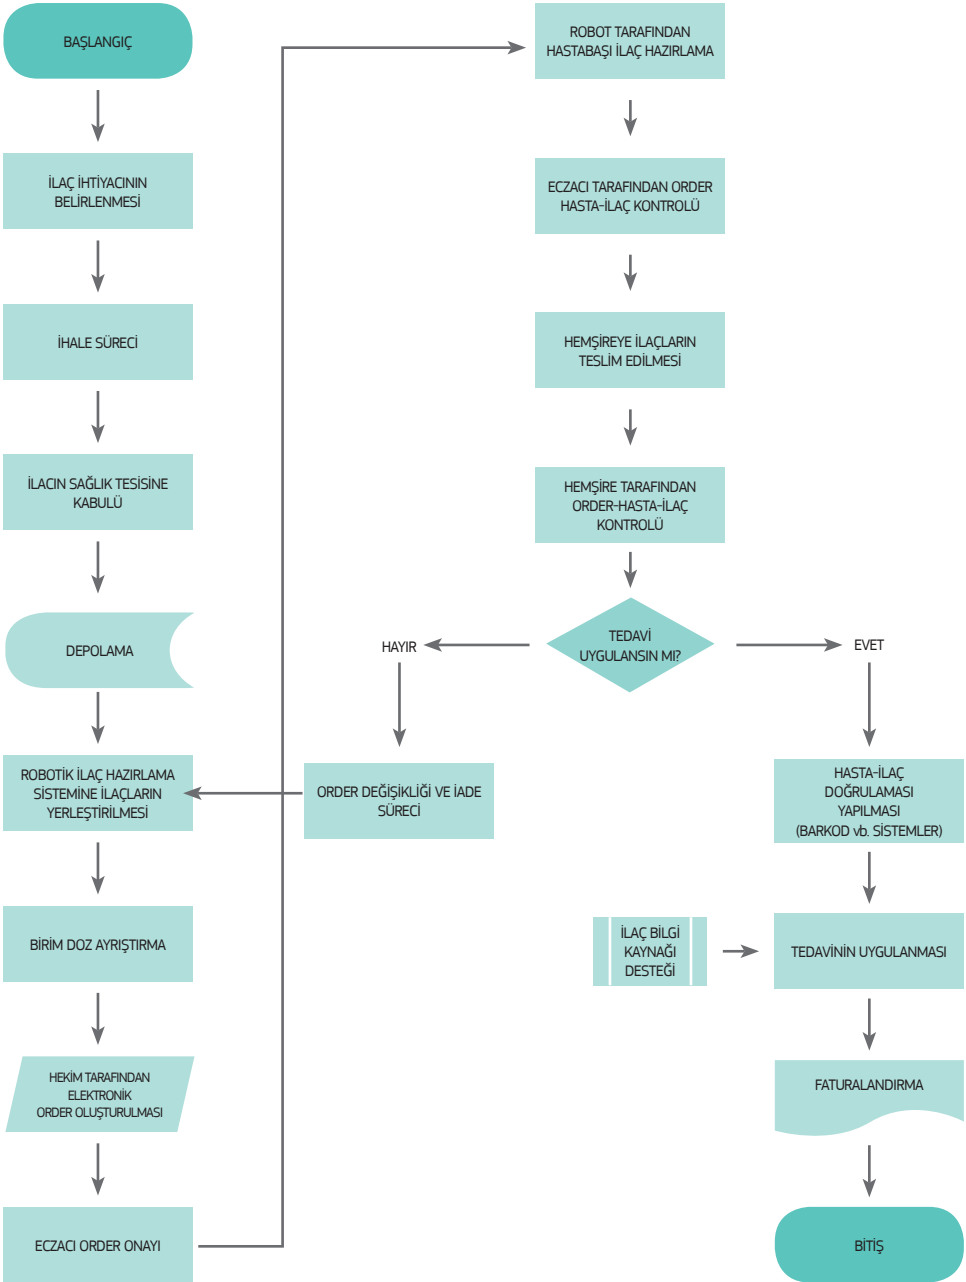 BAŞLANGIÇ
İLAÇ İHTİYACININ
BELİRLENMESİ
İHALE SÜRECİ
İLACIN SAĞLIK TESİSİNE
KABULÜ
DEPOLAMA
ROBOTİK İLAÇ HAZIRLAMA
SİSTEMİNE İLAÇLARIN
YERLEŞTİRİLMESİ
BİRİM DOZ AYRIŞTIRMA
HEKİM TARAFINDAN
ELEKTRONİK
ORDER OLUŞTURULMASI
ECZACI ORDER ONAYI
ROBOT TARAFINDAN
HASTABAŞI İLAÇ HAZIRLAMA
ECZACI TARAFINDAN ORDER
HASTA-İLAÇ KONTROLÜ
HEMŞİREYE İLAÇLARIN
TESLİM EDİLMESİ
HEMŞİRE TARAFINDAN
ORDER-HASTA-İLAÇ
KONTROLÜ
TEDAVİ
UYGULANSIN MI?
HAYIR
ORDER DEĞİŞİKLİĞİ VE İADE
SÜRECİ
EVET
HASTA-İLAÇ
DOĞRULAMASI
YAPILMASI
(BARKOD vb. SİSTEMLER)
İLAÇ BİLGİ
KAYNAĞI
DESTEĞİ
TEDAVİNİN UYGULANMASI
FATURALANDIRMA
BİTİŞ